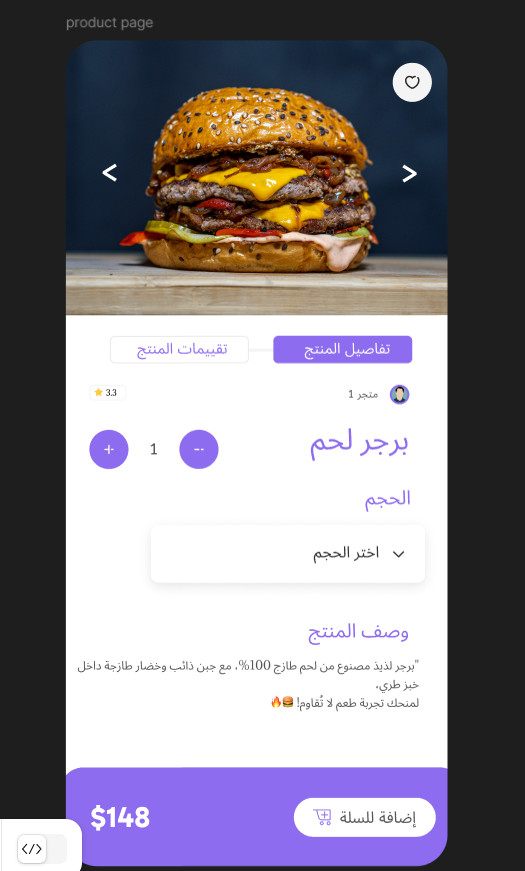 product page
تفاصيل المنتج
تقييمات المنتج
متجر 1
3.3
برجر لحم
1
الحجم
اختر الحجم
وصف المنتج
"برجر لذيذ مصنوع من لحم طازج 100%، مع جبن ذائب وخضار طازجة داخل
خبز طري،
لمنحك تجربة طعم لا تُقاوم! 🍔🔥
إضافة للسلة
$148